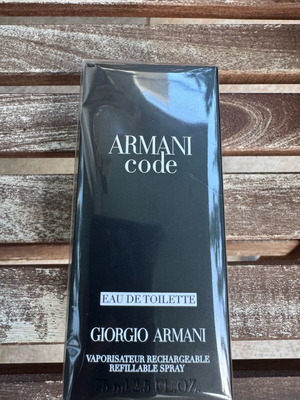 ARMANI
code
EAU DE TOILETTE
GIORGIO ARMANI
VAPORISATEUR RECHARGEABLE
REFILLABLE SPRAY